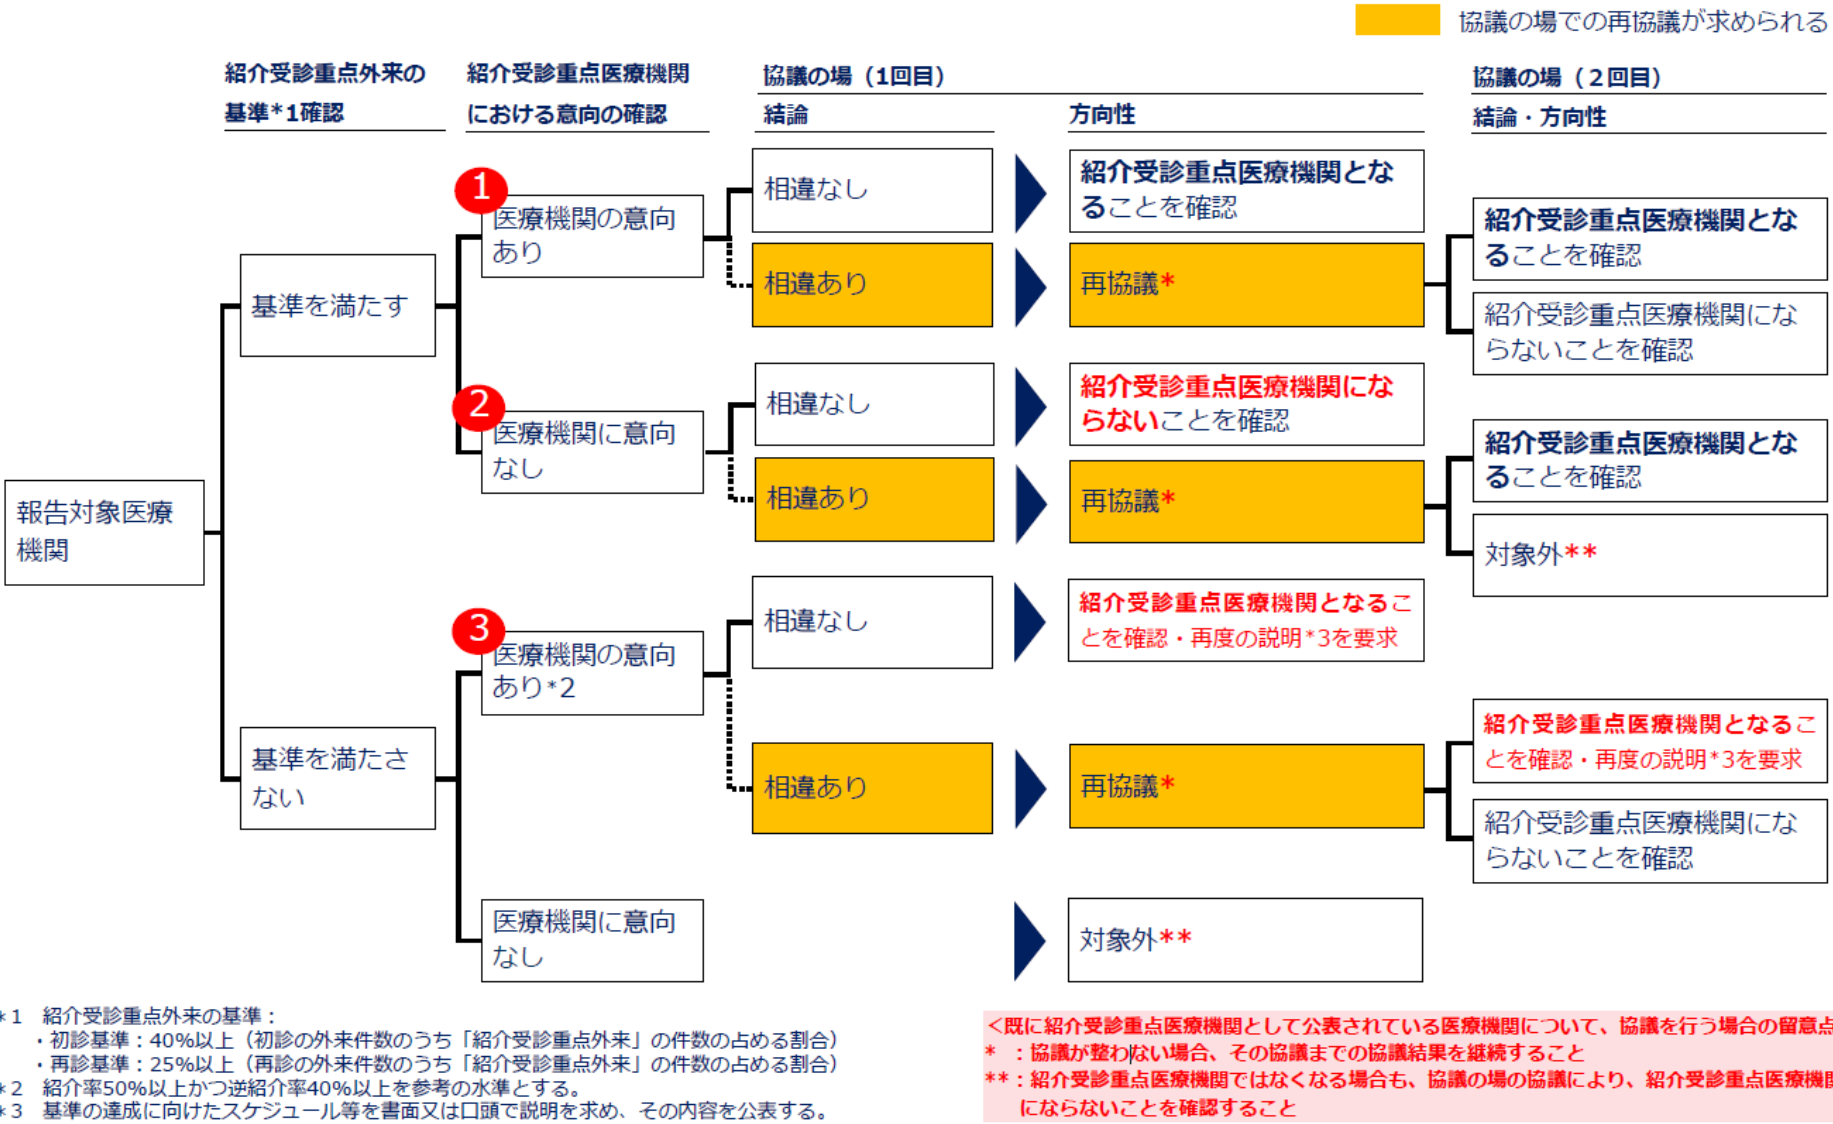 協議の場での再協議が求められる
紹介受診重点外来の
基準*1確認
紹介受診重点医療機関
における意向の確認
協議の場（1回目）
結論
方向性
協議の場（２回目）
結論・方向性
報告対象医療
機関
基準を満たす
基準を満たさ
ない
1
医療機関の意向
あり
2
医療機関に意向
なし
3
医療機関の意向
あり*2
医療機関に意向
なし
相違なし
紹介受診重点医療機関とな
ることを確認
相違あり
再協議*
紹介受診重点医療機関とな
ることを確認
紹介受診重点医療機関にな
らないことを確認
相違なし
紹介受診重点医療機関にな
らないことを確認
相違あり
再協議*
紹介受診重点医療機関とな
ることを確認
対象外**
相違なし
紹介受診重点医療機関となるこ
とを確認・再度の説明*3を要求
相違あり
再協議*
紹介受診重点医療機関となるこ
とを確認・再度の説明*3を要求
紹介受診重点医療機関にな
らないことを確認
対象外**
*1 紹介受診重点外来の基準：
・初診基準：40%以上（初診の外来件数のうち「紹介受診重点外来」の件数の占める割合）
・再診基準：25%以上（再診の外来件数のうち「紹介受診重点外来」の件数の占める割合）
*2 紹介率50%以上かつ逆紹介率40%以上を参考の水準とする。
*3 基準の達成に向けたスケジュール等を書面又は口頭で説明を求め、その内容を公表する。
＜既に紹介受診重点医療機関として公表されている医療機関について、協議を行う場合の留意点
* ：協議が整わない場合、その協議までの協議結果を継続すること
**：紹介受診重点医療機関ではなくなる場合も、協議の場の協議により、紹介受診重点医療機関
にならないことを確認すること